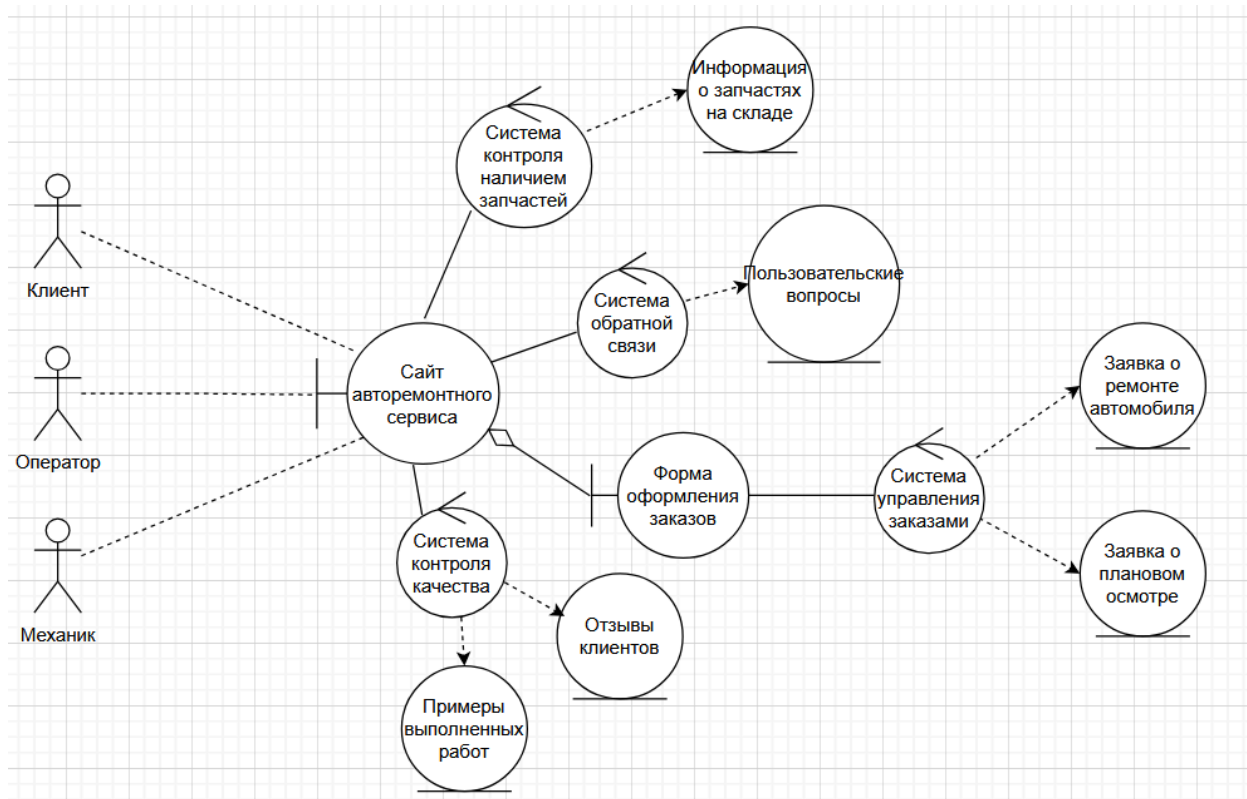 Информация
о запчастях
на складе
Система
контроля
наличием
запчастей
Клиент
Пользовательские
вопросы
Система
обратной
связи
Сайт
авторемонтного
сервиса
Заявка о
ремонте
автомобиля
Оператор
Форма
оформления
заказов
Система
управления
заказами
Система
контроля
качества
Заявка о
плановом
осмотре
Механик
Отзывы
клиентов
Примеры
выполненных
работ